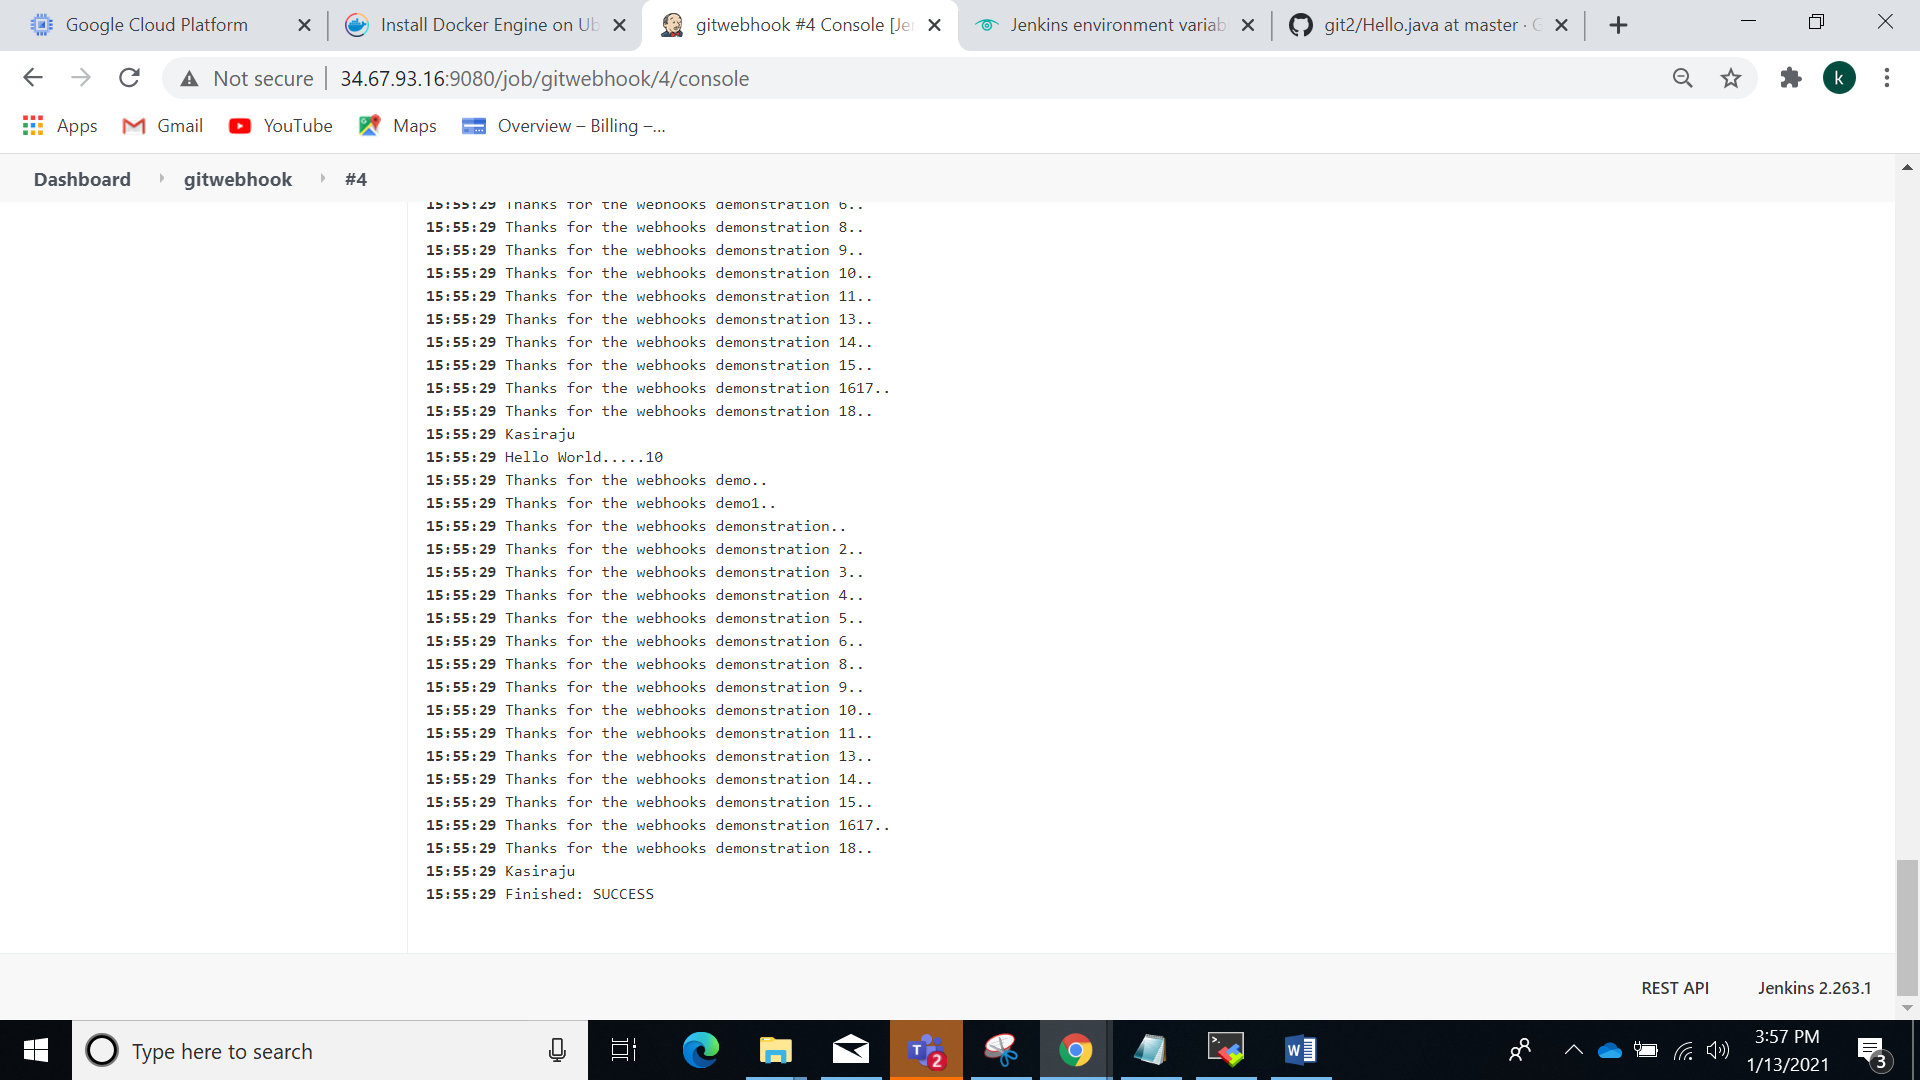 Google Cloud Platform
Install Docker Engine on Ub
gitwebhook #4 Console [Jen
Jenkins environment variab
git2/Hello.java at master · G
Not secure
34.67.93.16:9080/job/gitwebhook/4/console
k
Apps
Gmail
YouTube
Maps
Overview – Billing –...
Dashboard
gitwebhook
#4
15:55:29 Thanks for the webhooks demonstration 6..
15:55:29 Thanks for the webhooks demonstration 8..
15:55:29 Thanks for the webhooks demonstration 9..
15:55:29 Thanks for the webhooks demonstration 10..
15:55:29 Thanks for the webhooks demonstration 11..
15:55:29 Thanks for the webhooks demonstration 13..
15:55:29 Thanks for the webhooks demonstration 14..
15:55:29 Thanks for the webhooks demonstration 15..
15:55:29 Thanks for the webhooks demonstration 1617..
15:55:29 Thanks for the webhooks demonstration 18..
15:55:29 Kasiraju
15:55:29 Hello World.....10
15:55:29 Thanks for the webhooks demo..
15:55:29 Thanks for the webhooks demo1..
15:55:29 Thanks for the webhooks demonstration..
15:55:29 Thanks for the webhooks demonstration 2..
15:55:29 Thanks for the webhooks demonstration 3..
15:55:29 Thanks for the webhooks demonstration 4..
15:55:29 Thanks for the webhooks demonstration 5..
15:55:29 Thanks for the webhooks demonstration 6..
15:55:29 Thanks for the webhooks demonstration 8..
15:55:29 Thanks for the webhooks demonstration 9..
15:55:29 Thanks for the webhooks demonstration 10..
15:55:29 Thanks for the webhooks demonstration 11..
15:55:29 Thanks for the webhooks demonstration 13..
15:55:29 Thanks for the webhooks demonstration 14..
15:55:29 Thanks for the webhooks demonstration 15..
15:55:29 Thanks for the webhooks demonstration 1617..
15:55:29 Thanks for the webhooks demonstration 18..
15:55:29 Kasiraju
15:55:29 Finished: SUCCESS
REST API
Jenkins 2.263.1
Type here to search
2
3:57 PM
1/13/2021
3